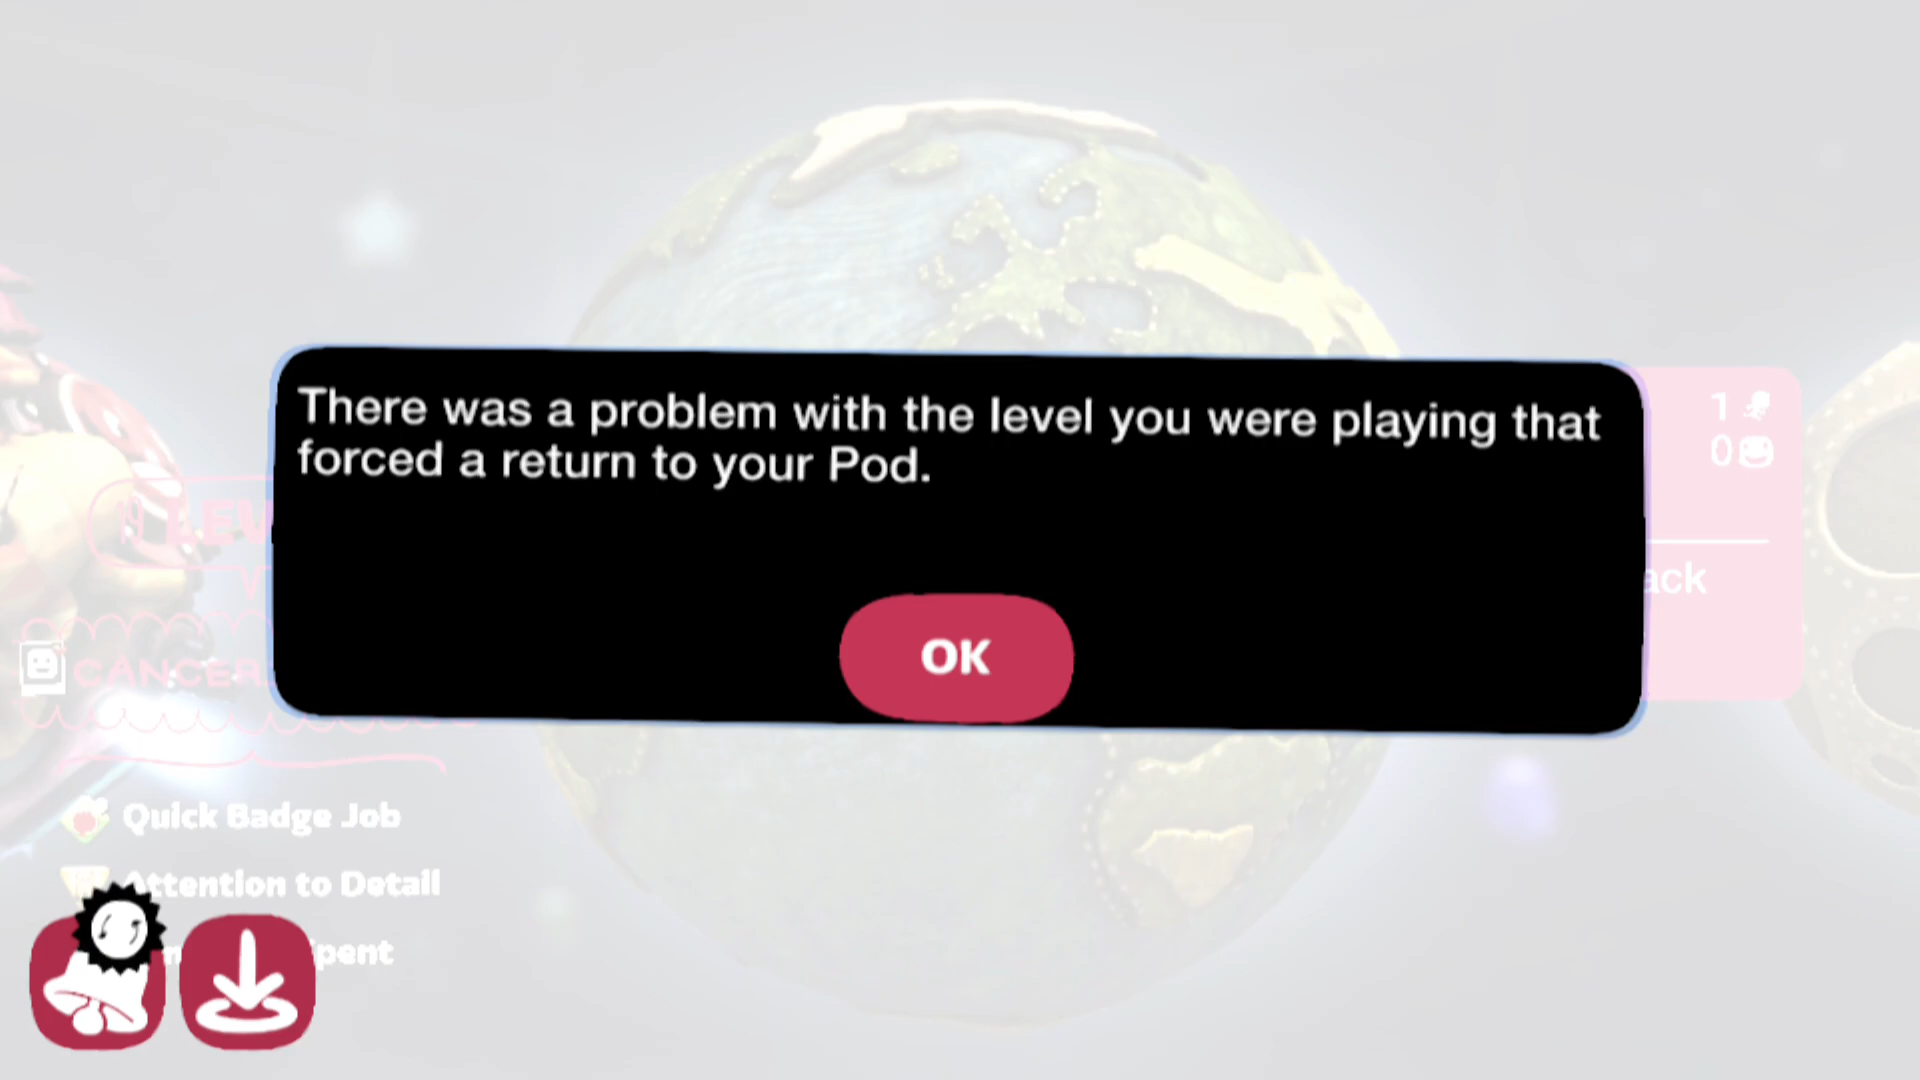 There was a problem with the level you were playing that
forced a return to your Pod.
OK
1
0
Quick Badge Job
Attention to Detail